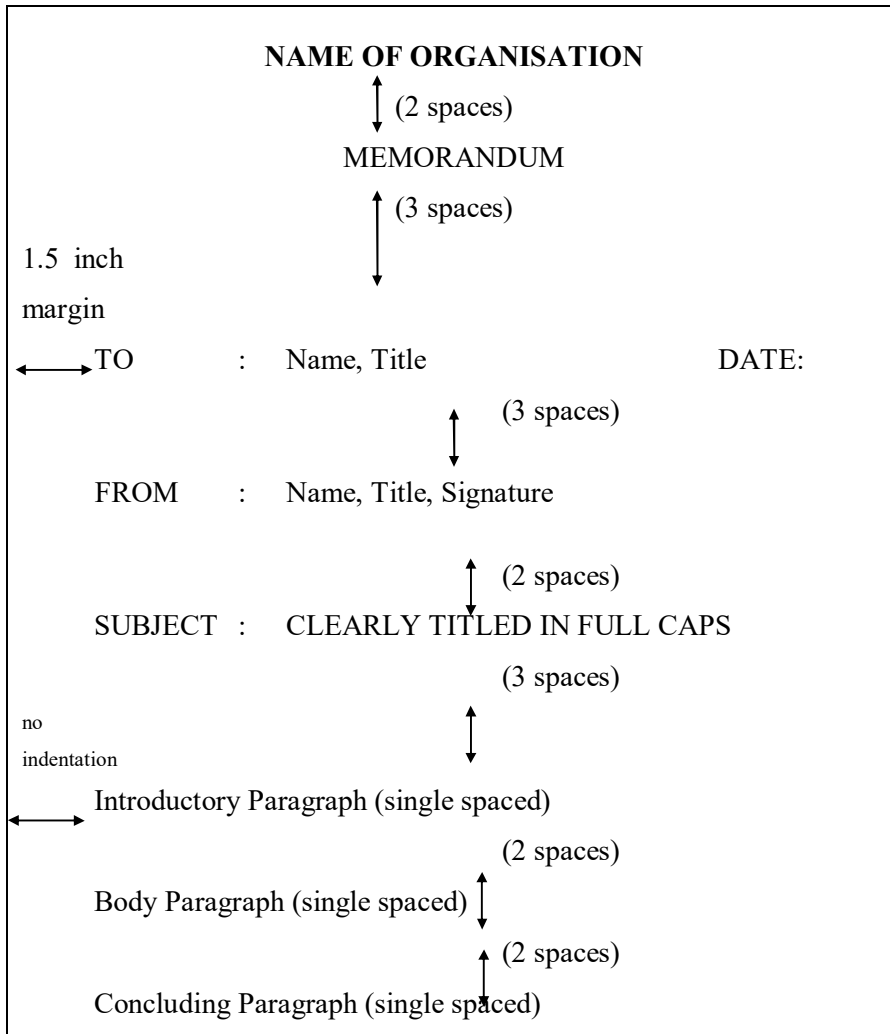 NAME OF ORGANISATION
(2 spaces)
MEMORANDUM
(3 spaces)
1.5 inch
margin
TO : Name, Title DATE:
(3 spaces)
FROM : Name, Title, Signature
(2 spaces)
SUBJECT : CLEARLY TITLED IN FULL CAPS
(3 spaces)
no
indentation
Introductory Paragraph (single spaced)
(2 spaces)
Body Paragraph (single spaced)
(2 spaces)
Concluding Paragraph (single spaced)